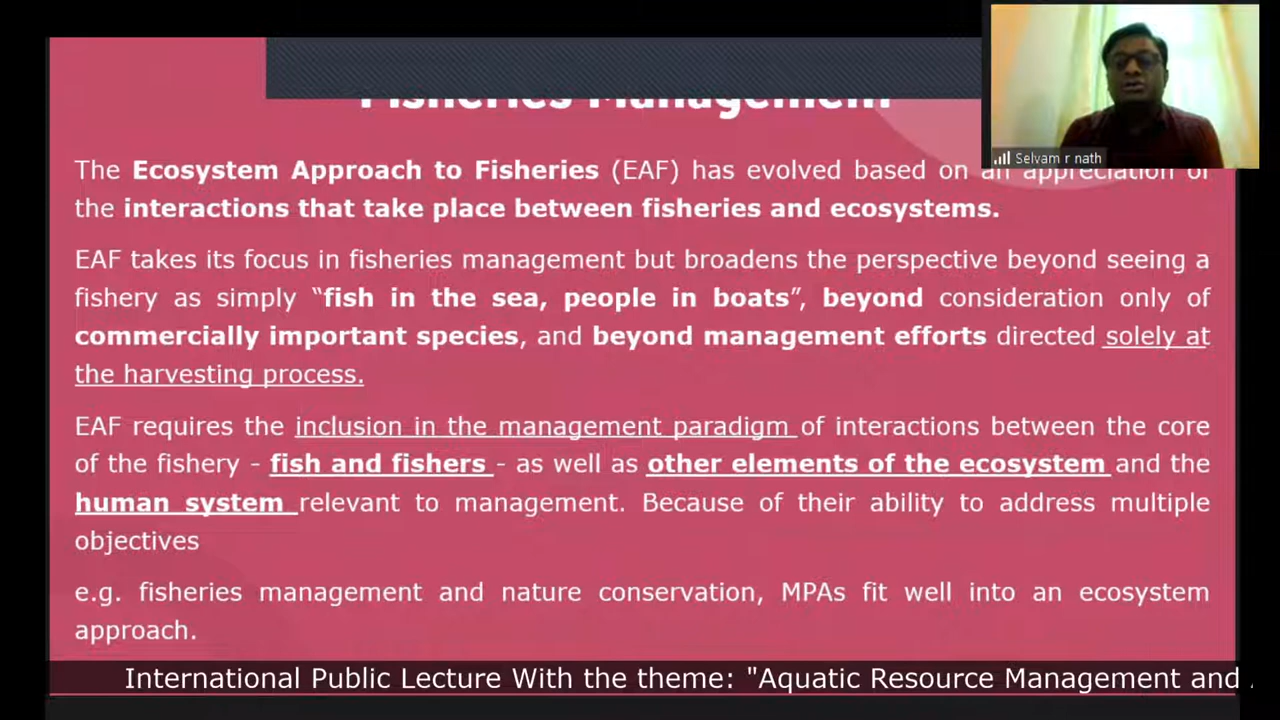 Fisheries Management
Selvam r nath
The Ecosystem Approach to Fisheries (EAF) has evolved based on an appreciation of
the interactions that take place between fisheries and ecosystems.
EAF takes its focus in fisheries management but broadens the perspective beyond seeing a
fishery as simply “fish in the sea, people in boats”, beyond consideration only of
commercially important species, and beyond management efforts directed solely at
the harvesting process.
EAF requires the inclusion in the management paradigm of interactions between the core
of the fishery - fish and fishers - as well as other elements of the ecosystem and the
human system relevant to management. Because of their ability to address multiple
objectives
e.g. fisheries management and nature conservation, MPAs fit well into an ecosystem
approach.
International Public Lecture With the theme: "Aquatic Resource Management and